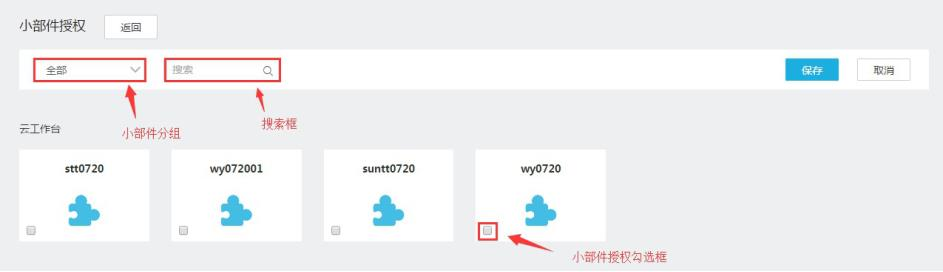 小部件授权 返回
全部 搜索 保存 取消
小部件分组 搜索框
云工作台
stt0720 wy072001 suntt0720 wy0720
小部件授权勾选框